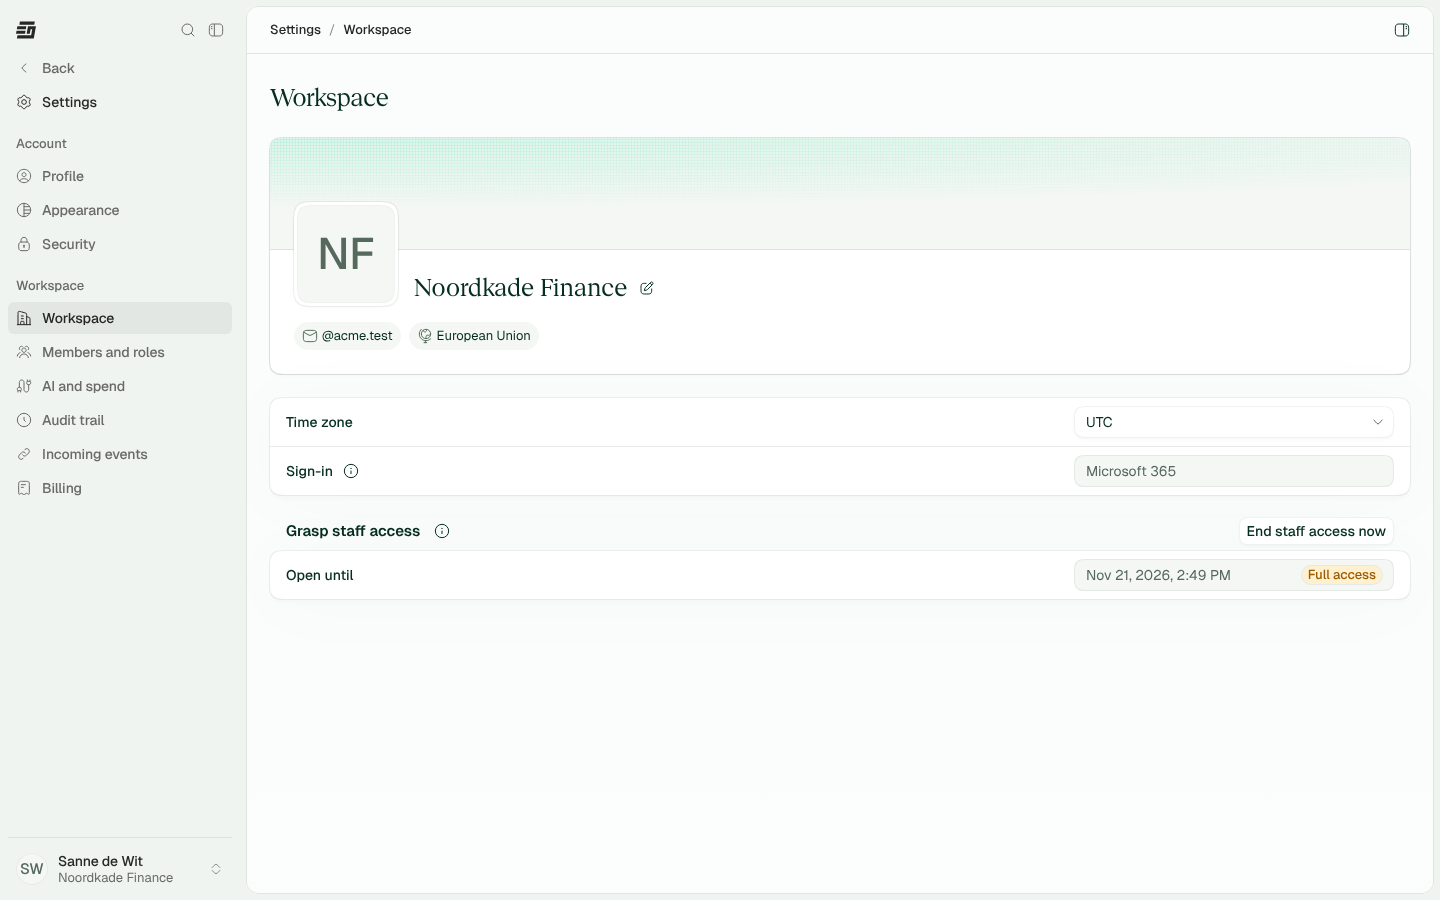 Back
Settings
Account
Profile
Appearance
Security
Workspace
Workspace
Members and roles
AI and spend
Audit trail
Incoming events
Billing
SW
Sanne de Wit
Noordkade Finance
Settings / Workspace
Workspace
NF
Noordkade Finance
@acme.test
European Union
Time zone
UTC
Sign-in
Microsoft 365
Grasp staff access
End staff access now
Open until
Nov 21, 2026, 2:49 PM
Full access